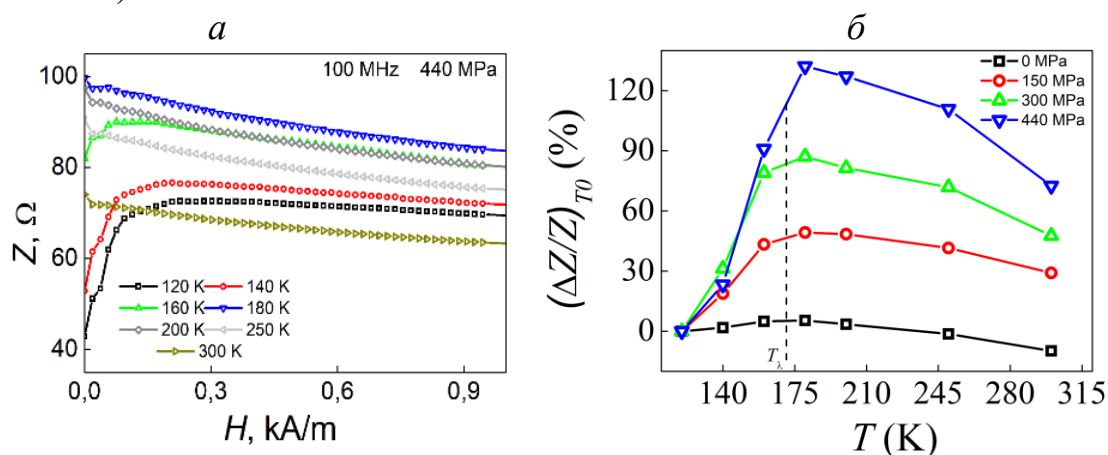 а
б
100 MHz 440 MPa
100
80
60
40
Z, Ω
120 K 140 K
160 K 180 K
200 K 250 K
300 K
0,0 0,3 0,6 0,9
H, kA/m
0 MPa
150 MPa
300 MPa
440 MPa
120
90
60
30
0
(ΔZ/Z)T0 (%)
Tλ
140 175 210 245 280 315
T (K)